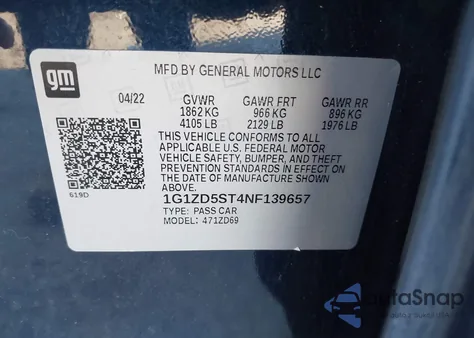 gm
MFD BY GENERAL MOTORS LLC
04/22 GVWR GAWR FRT GAWR RR
1862 KG 966 KG 896 KG
4105 LB 2129 LB 1976 LB
THIS VEHICLE CONFORMS TO ALL
APPLICABLE U.S. FEDERAL MOTOR
VEHICLE SAFETY, BUMPER, AND THEFT
PREVENTION STANDARDS IN EFFECT ON
THE DATE OF MANUFACTURE SHOWN ABOVE.
619D
1G1ZD5ST4NF139657
TYPE: PASS CAR
MODEL: 471ZD69
AutaSnap